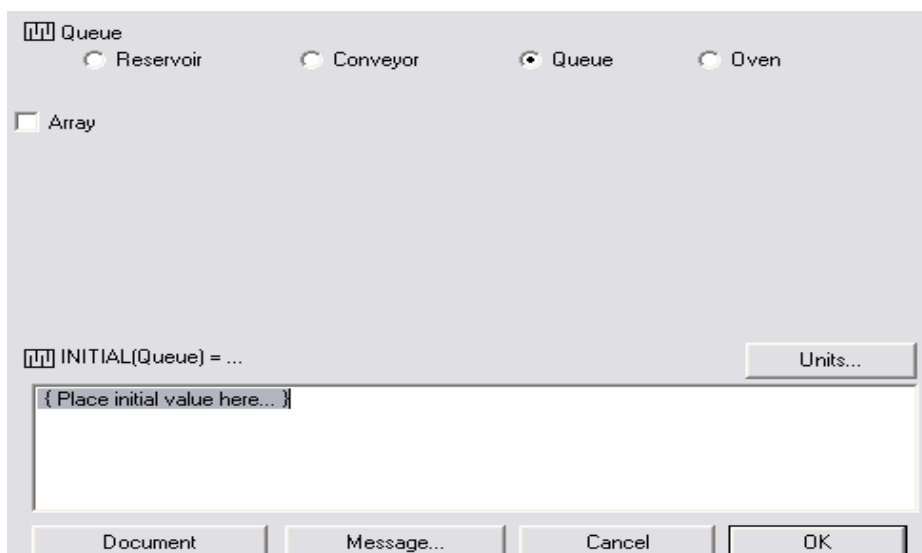 Queue
Reservoir Conveyor Queue Oven
Array
INITIAL(Queue) = ...
Units...
{ Place initial value here... }
Document Message... Cancel OK